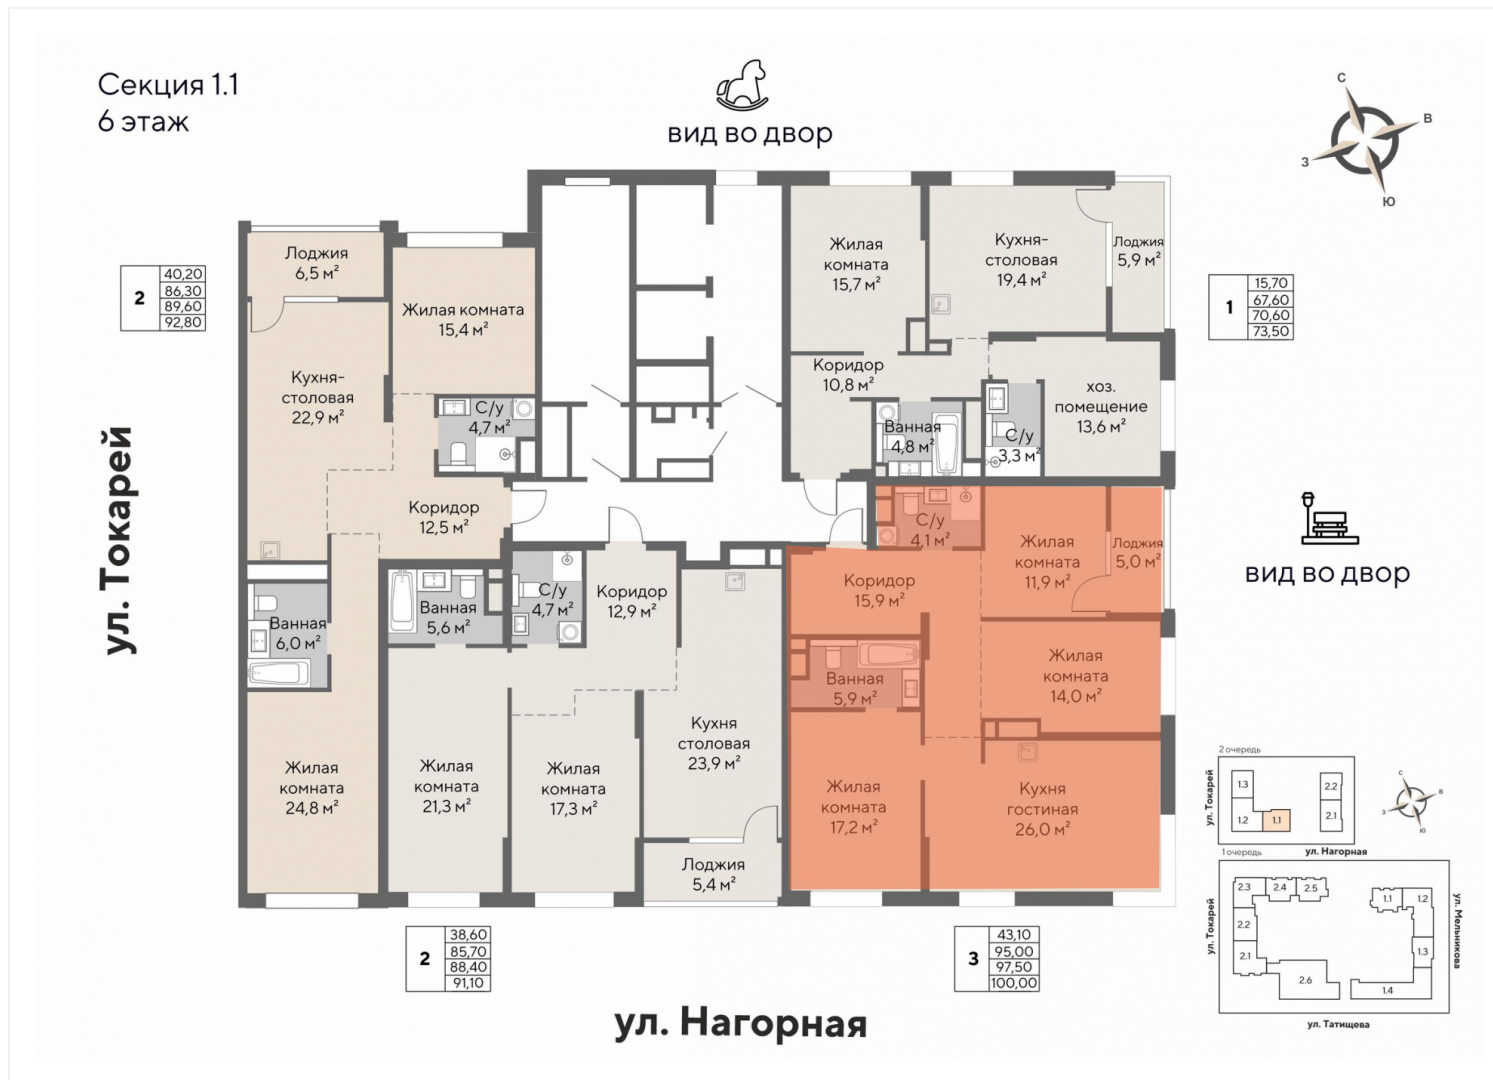 Секция 1.1
6 этаж
вид во двор
С
В
З
Ю
Лоджия
6,5 м²
Жилая комната
15,4 м²
Кухня-
столовая
22,9 м²
С/у
4,7 м²
Коридор
12,5 м²
Ванная
6,0 м²
Жилая
комната
24,8 м²
2
40,20
86,30
89,60
92,80
ул. Токарей
Жилая
комната
15,7 м²
Кухня-
столовая
19,4 м²
Лоджия
5,9 м²
Коридор
10,8 м²
хоз.
помещение
13,6 м²
Ванная
4,8 м²
С/у
3,3 м²
1
15,70
67,60
70,60
73,50
вид во двор
Ванная
5,6 м²
С/у
4,7 м²
Коридор
12,9 м²
Жилая
комната
21,3 м²
Жилая
комната
17,3 м²
Кухня
столовая
23,9 м²
Лоджия
5,4 м²
С/у
4,1 м²
Жилая
комната
11,9 м²
Лоджия
5,0 м²
Коридор
15,9 м²
Жилая
комната
14,0 м²
Ванная
5,9 м²
Жилая
комната
17,2 м²
Кухня
гостиная
26,0 м²
2
38,60
85,70
88,40
91,10
3
43,10
95,00
97,50
100,00
ул. Нагорная
2 очередь
ул. Токарей
1.3
1.2
1.1
2.2
2.1
С
В
З
Ю
1 очередь
ул. Нагорная
ул. Токарей
2.3
2.4
2.5
2.2
2.1
2.6
1.1
1.2
1.3
1.4
ул. Мельникова
ул. Татищева